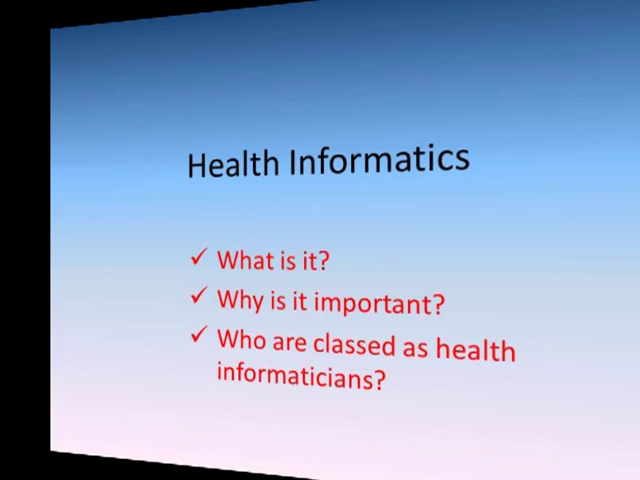 Health Informatics
✓ What is it?
✓ Why is it important?
✓ Who are classed as health
informaticians?